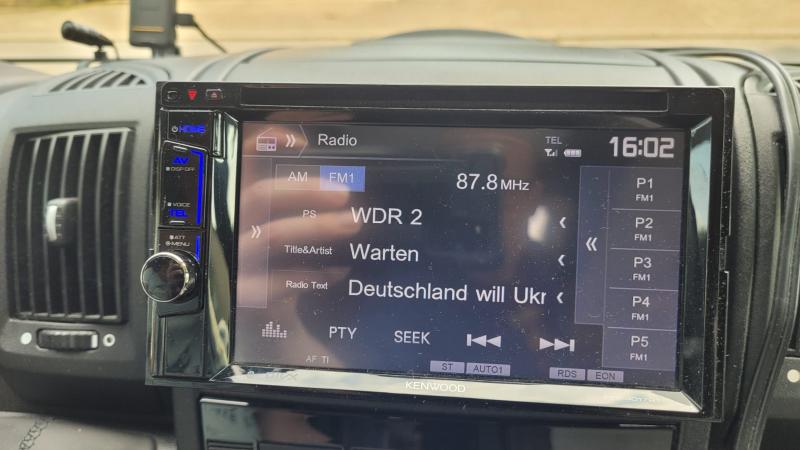 HOME
Radio
TEL
16:02
AV
DISP OFF
AM FM1
87.8 MHz
P1
FM1
VOICE
TEL
PS WDR 2
P2
FM1
ATT
MENU
Title&Artist Warten
P3
FM1
Radio Text Deutschland will Ukr
P4
FM1
PTY SEEK
P5
FM1
AF TI
ST AUTO1 RDS EON
KENWOOD